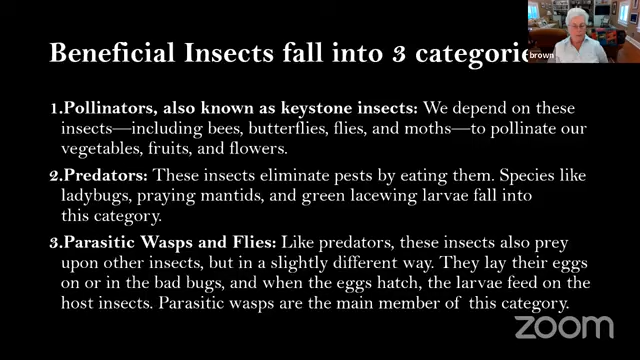 Beneficial Insects fall into 3 categorie
brown
1.Pollinators, also known as keystone insects: We depend on these
insects—including bees, butterflies, flies, and moths—to pollinate our
vegetables, fruits, and flowers.
2.Predators: These insects eliminate pests by eating them. Species like
ladybugs, praying mantids, and green lacewing larvae fall into
this category.
3.Parasitic Wasps and Flies: Like predators, these insects also prey
upon other insects, but in a slightly different way. They lay their eggs
on or in the bad bugs, and when the eggs hatch, the larvae feed on the
host insects. Parasitic wasps are the main member of this category.
zoom